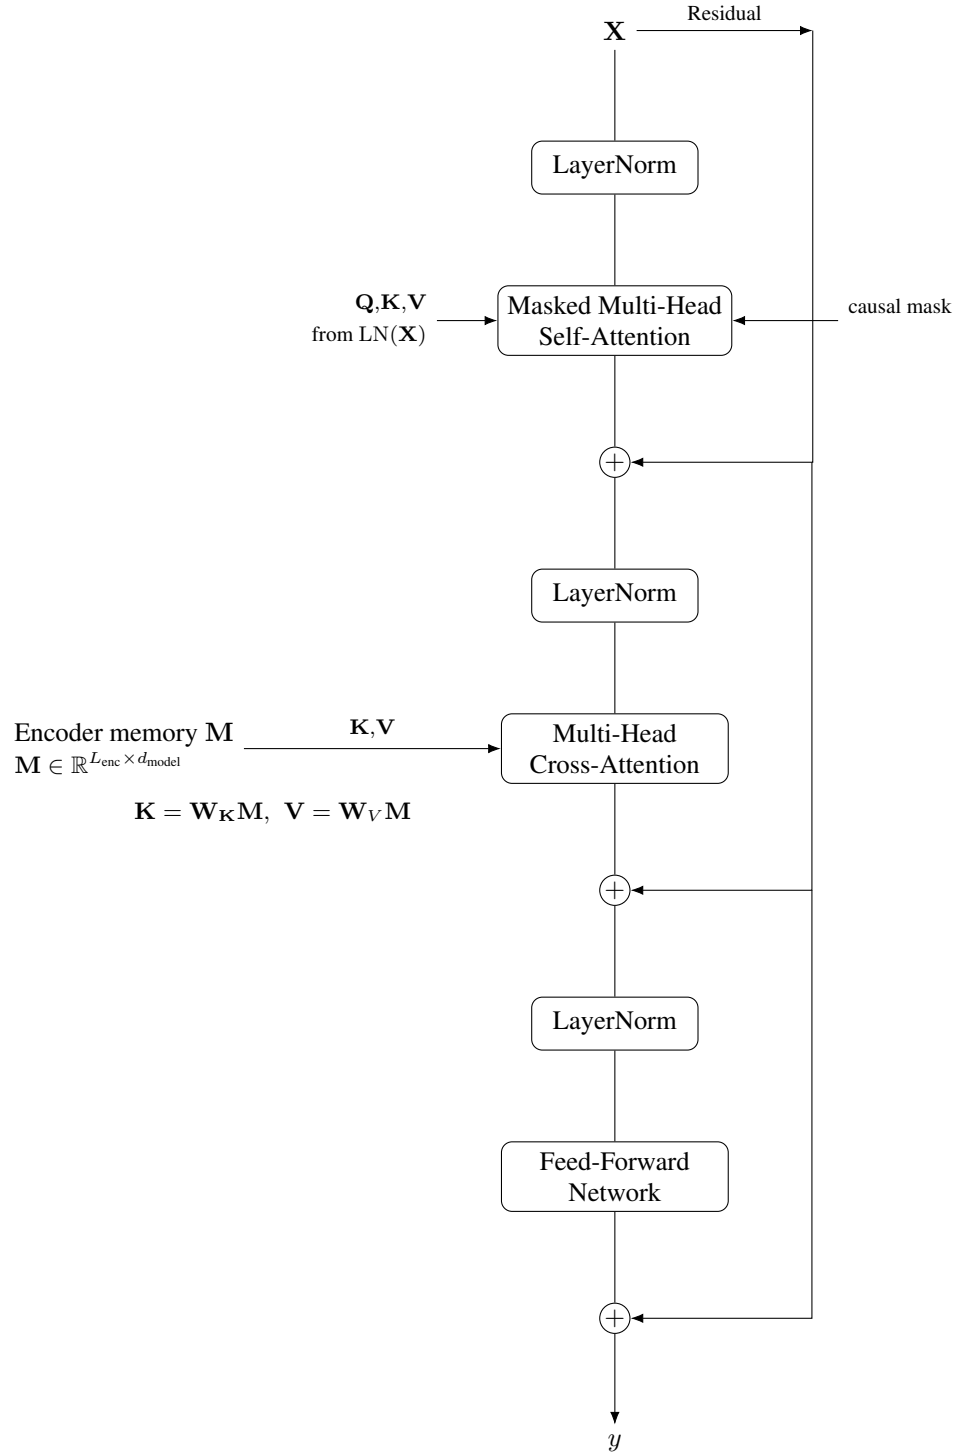 Residual
X
LayerNorm
Q,K,V
from LN(X)
Masked Multi-Head
Self-Attention
causal mask
+
LayerNorm
Encoder memory M
M ∈ ℝ^{L_enc × d_model}
K,V
Multi-Head
Cross-Attention
K = W_K M, V = W_V M
+
LayerNorm
Feed-Forward
Network
+
y